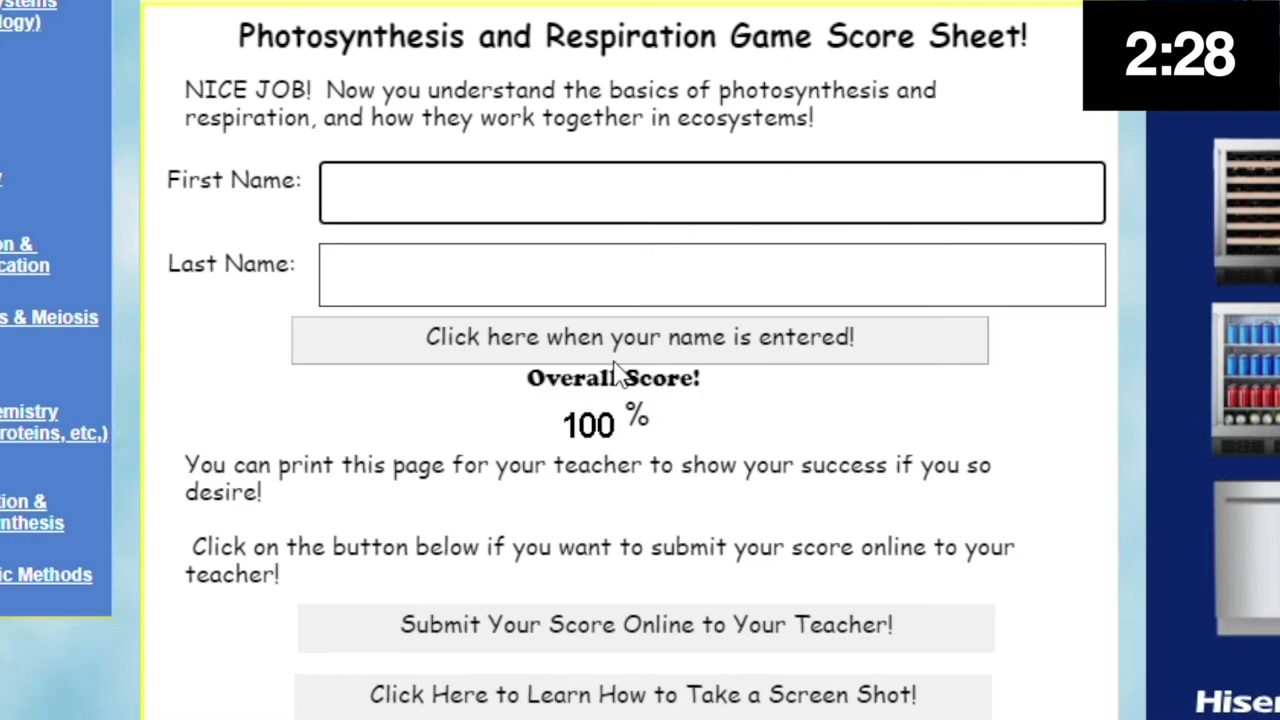 Photosynthesis and Respiration Game Score Sheet!
2:28
NICE JOB! Now you understand the basics of photosynthesis and
respiration, and how they work together in ecosystems!
First Name:
Last Name:
Click here when your name is entered!
Overall Score!
100 %
You can print this page for your teacher to show your success if you so
desire!
Click on the button below if you want to submit your score online to your
teacher!
Submit Your Score Online to Your Teacher!
Click Here to Learn How to Take a Screen Shot!
logy)
on &
cation
s & Meiosis
emistry
roteins, etc,)
tion &
nthesis
ic Methods
Hisen